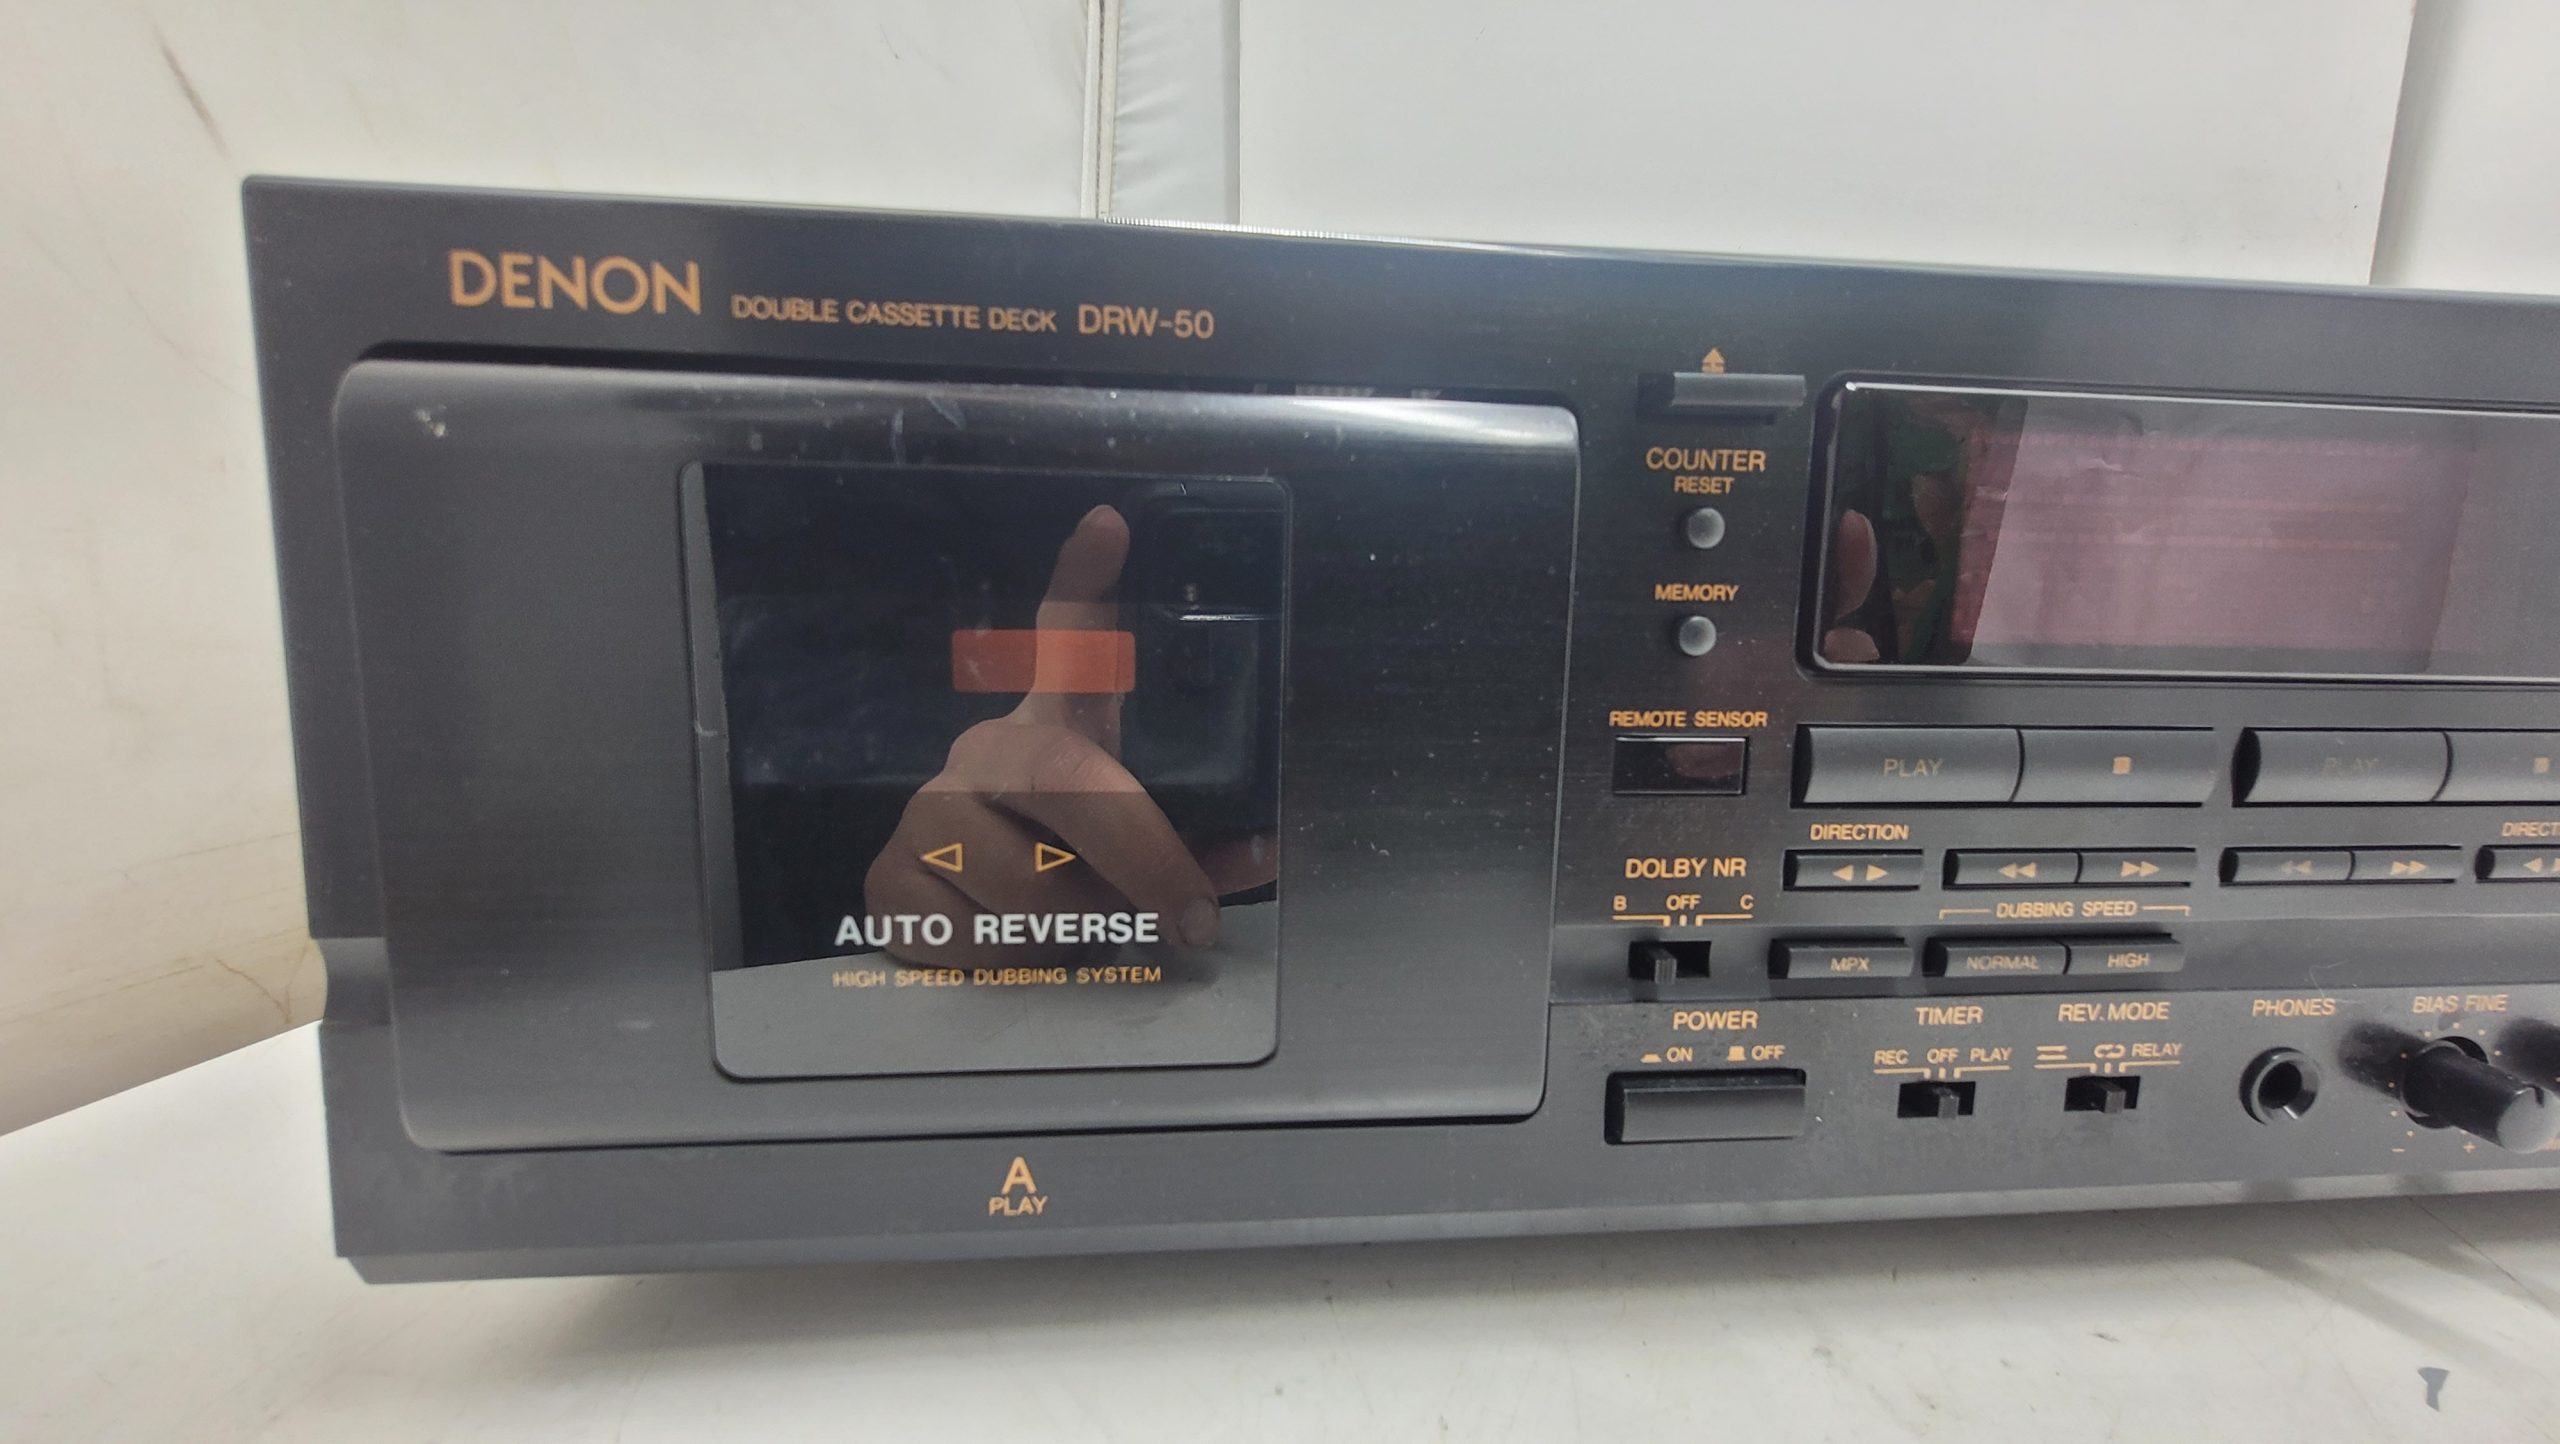 DENON DOUBLE CASSETTE DECK DRW-50
COUNTER
RESET
MEMORY
REMOTE SENSOR
PLAY PLAY
DIRECTION
DOLBY NR
B OFF C
DUBBING SPEED
MPX NORMAL HIGH
AUTO REVERSE
HIGH SPEED DUBBING SYSTEM
POWER
ON OFF
TIMER
REC OFF PLAY
REV. MODE
RELAY
PHONES
BIAS FINE
- +
A
PLAY